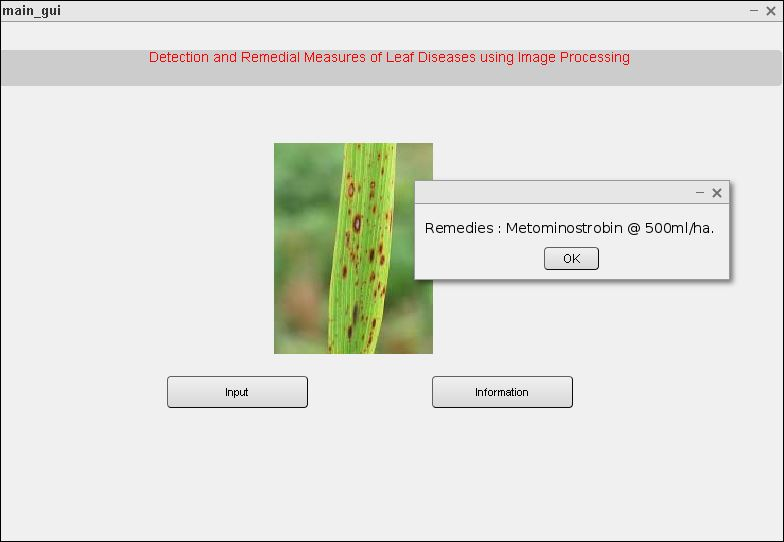 main_gui
Detection and Remedial Measures of Leaf Diseases using Image Processing
Remedies : Metominostrobin @ 500ml/ha.
OK
Input
Information